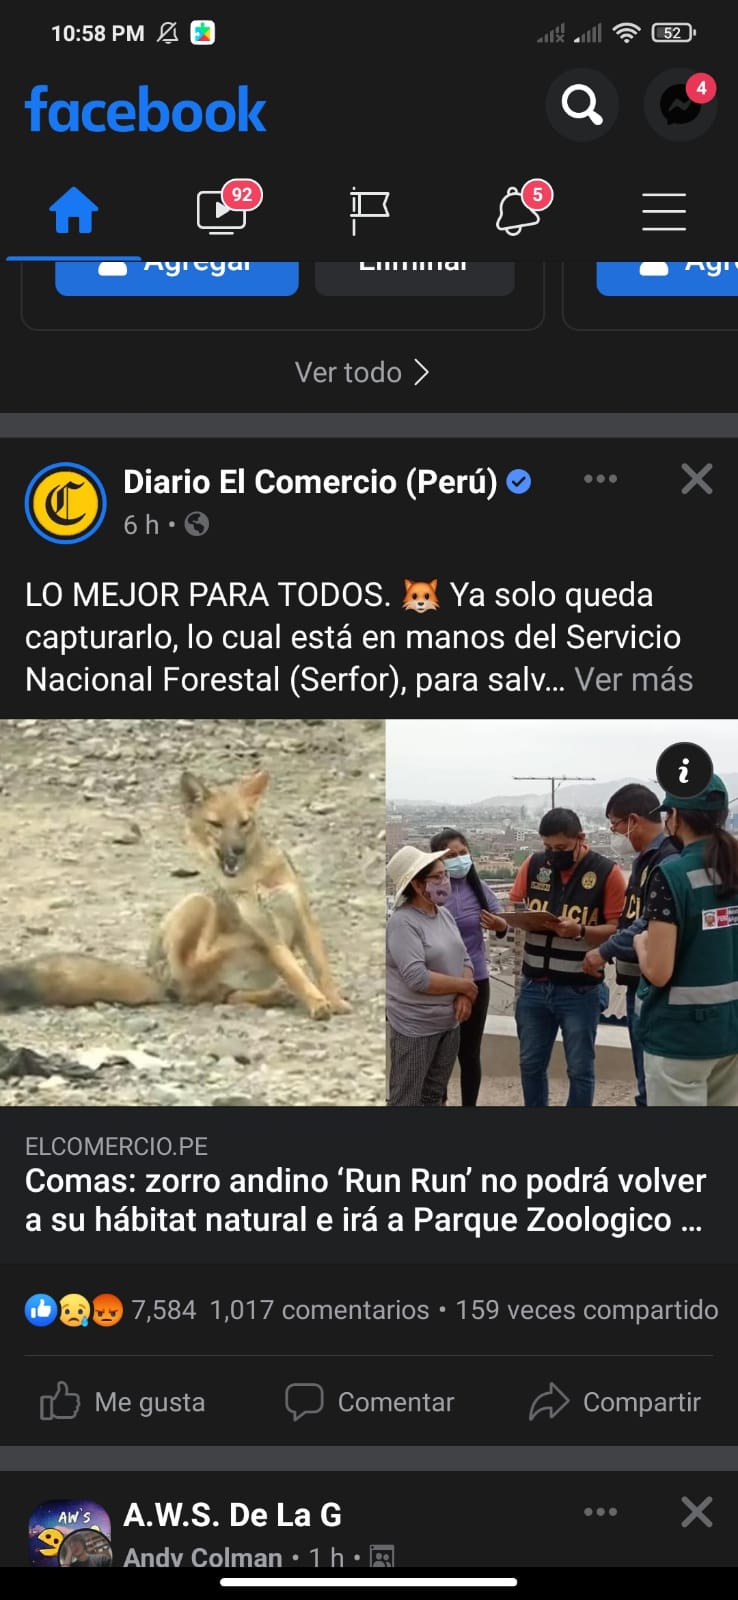 10:58 PM
52
facebook
4
92
5
Agregar
Eliminar
Ver todo
Diario El Comercio (Perú)
6 h •
LO MEJOR PARA TODOS. 🦊 Ya solo queda
capturarlo, lo cual está en manos del Servicio
Nacional Forestal (Serfor), para salv... Ver más
POLICIA
ELCOMERCIO.PE
Comas: zorro andino ‘Run Run’ no podrá volver
a su hábitat natural e irá a Parque Zoologico ...
7,584 1,017 comentarios • 159 veces compartido
Me gusta
Comentar
Compartir
AW'S
A.W.S. De La G
Andy Colman • 1 h •